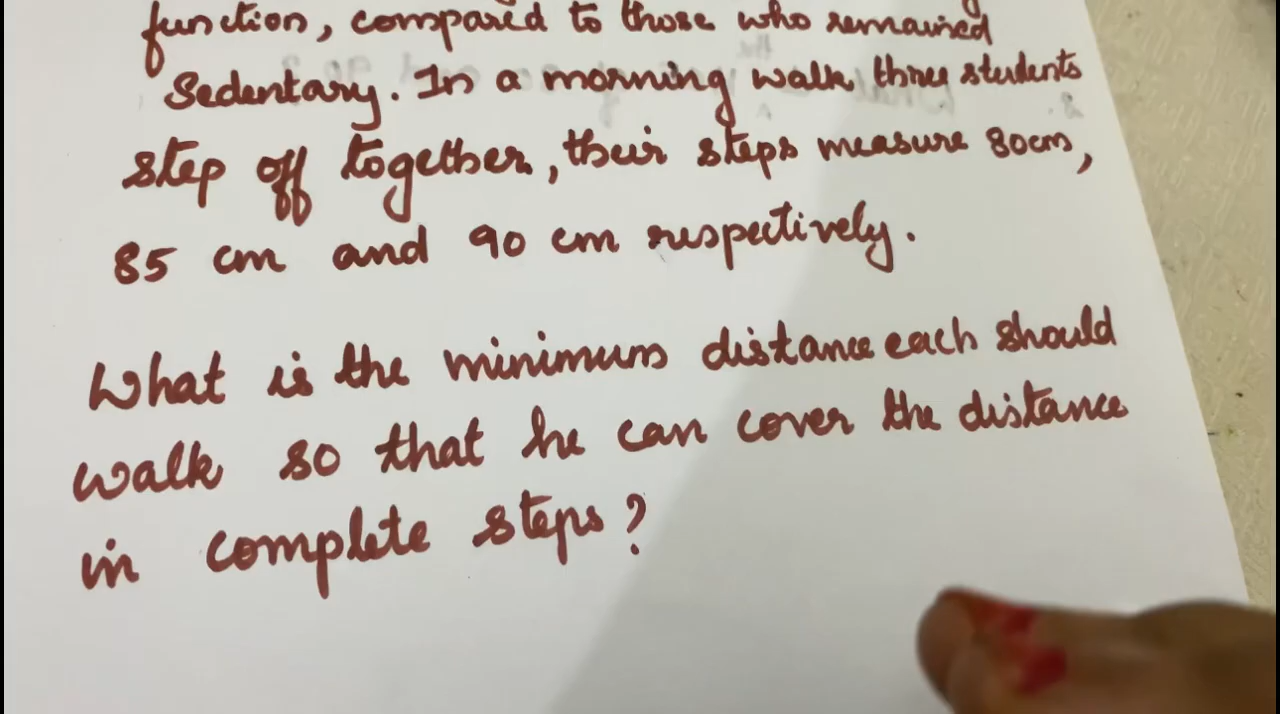 function, compared to those who remained
Sedentary. In a morning walk three students
step off together, their steps measure 80cm,
85 cm and 90 cm respectively.
What is the minimum distance each should
walk so that he can cover the distance
in complete steps?